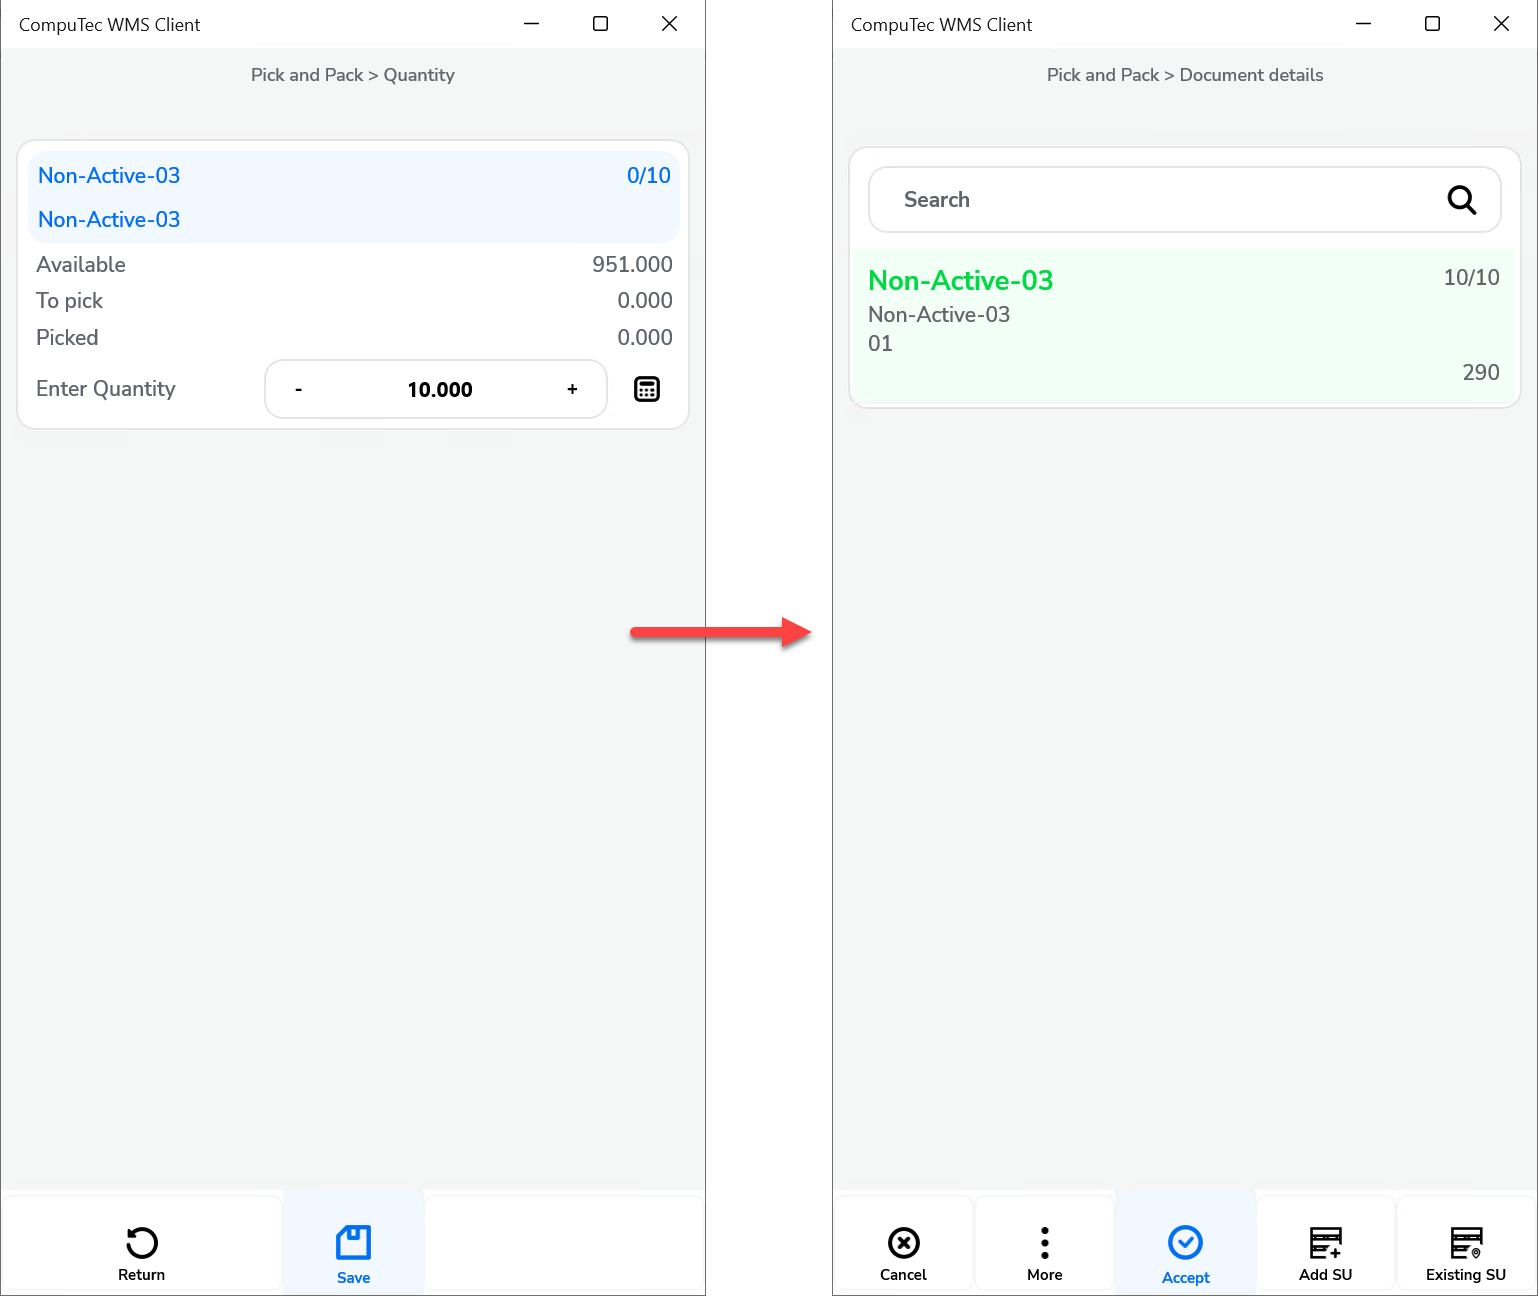 CompuTec WMS Client
Pick and Pack > Quantity
Non-Active-03 0/10
Non-Active-03
Available 951.000
To pick 0.000
Picked 0.000
Enter Quantity - 10.000 +
Return
Save
CompuTec WMS Client
Pick and Pack > Document details
Search
Non-Active-03 10/10
Non-Active-03
01
290
Cancel
More
Accept
Add SU
Existing SU